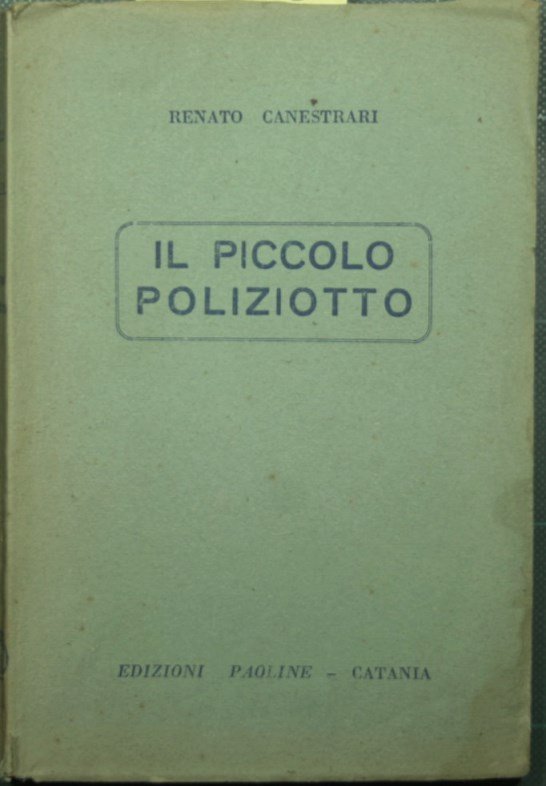 RENATO CANESTRARI
IL PICCOLO
POLIZIOTTO
EDIZIONI PAOLINE - CATANIA